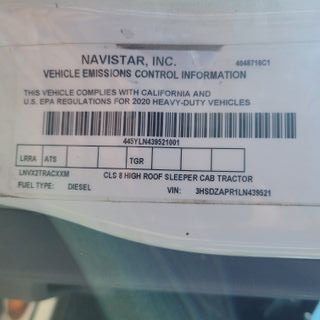 NAVISTAR, INC. 4048716C1
VEHICLE EMISSIONS CONTROL INFORMATION
THIS VEHICLE COMPLIES WITH CALIFORNIA AND
U.S. EPA REGULATIONS FOR 2020 HEAVY-DUTY VEHICLES
445YLN439521001
LRRA ATS TGR
LNVX2TRACXXM CLS 8 HIGH ROOF SLEEPER CAB TRACTOR
FUEL TYPE: DIESEL VIN: 3HSDZAPR1LN439521